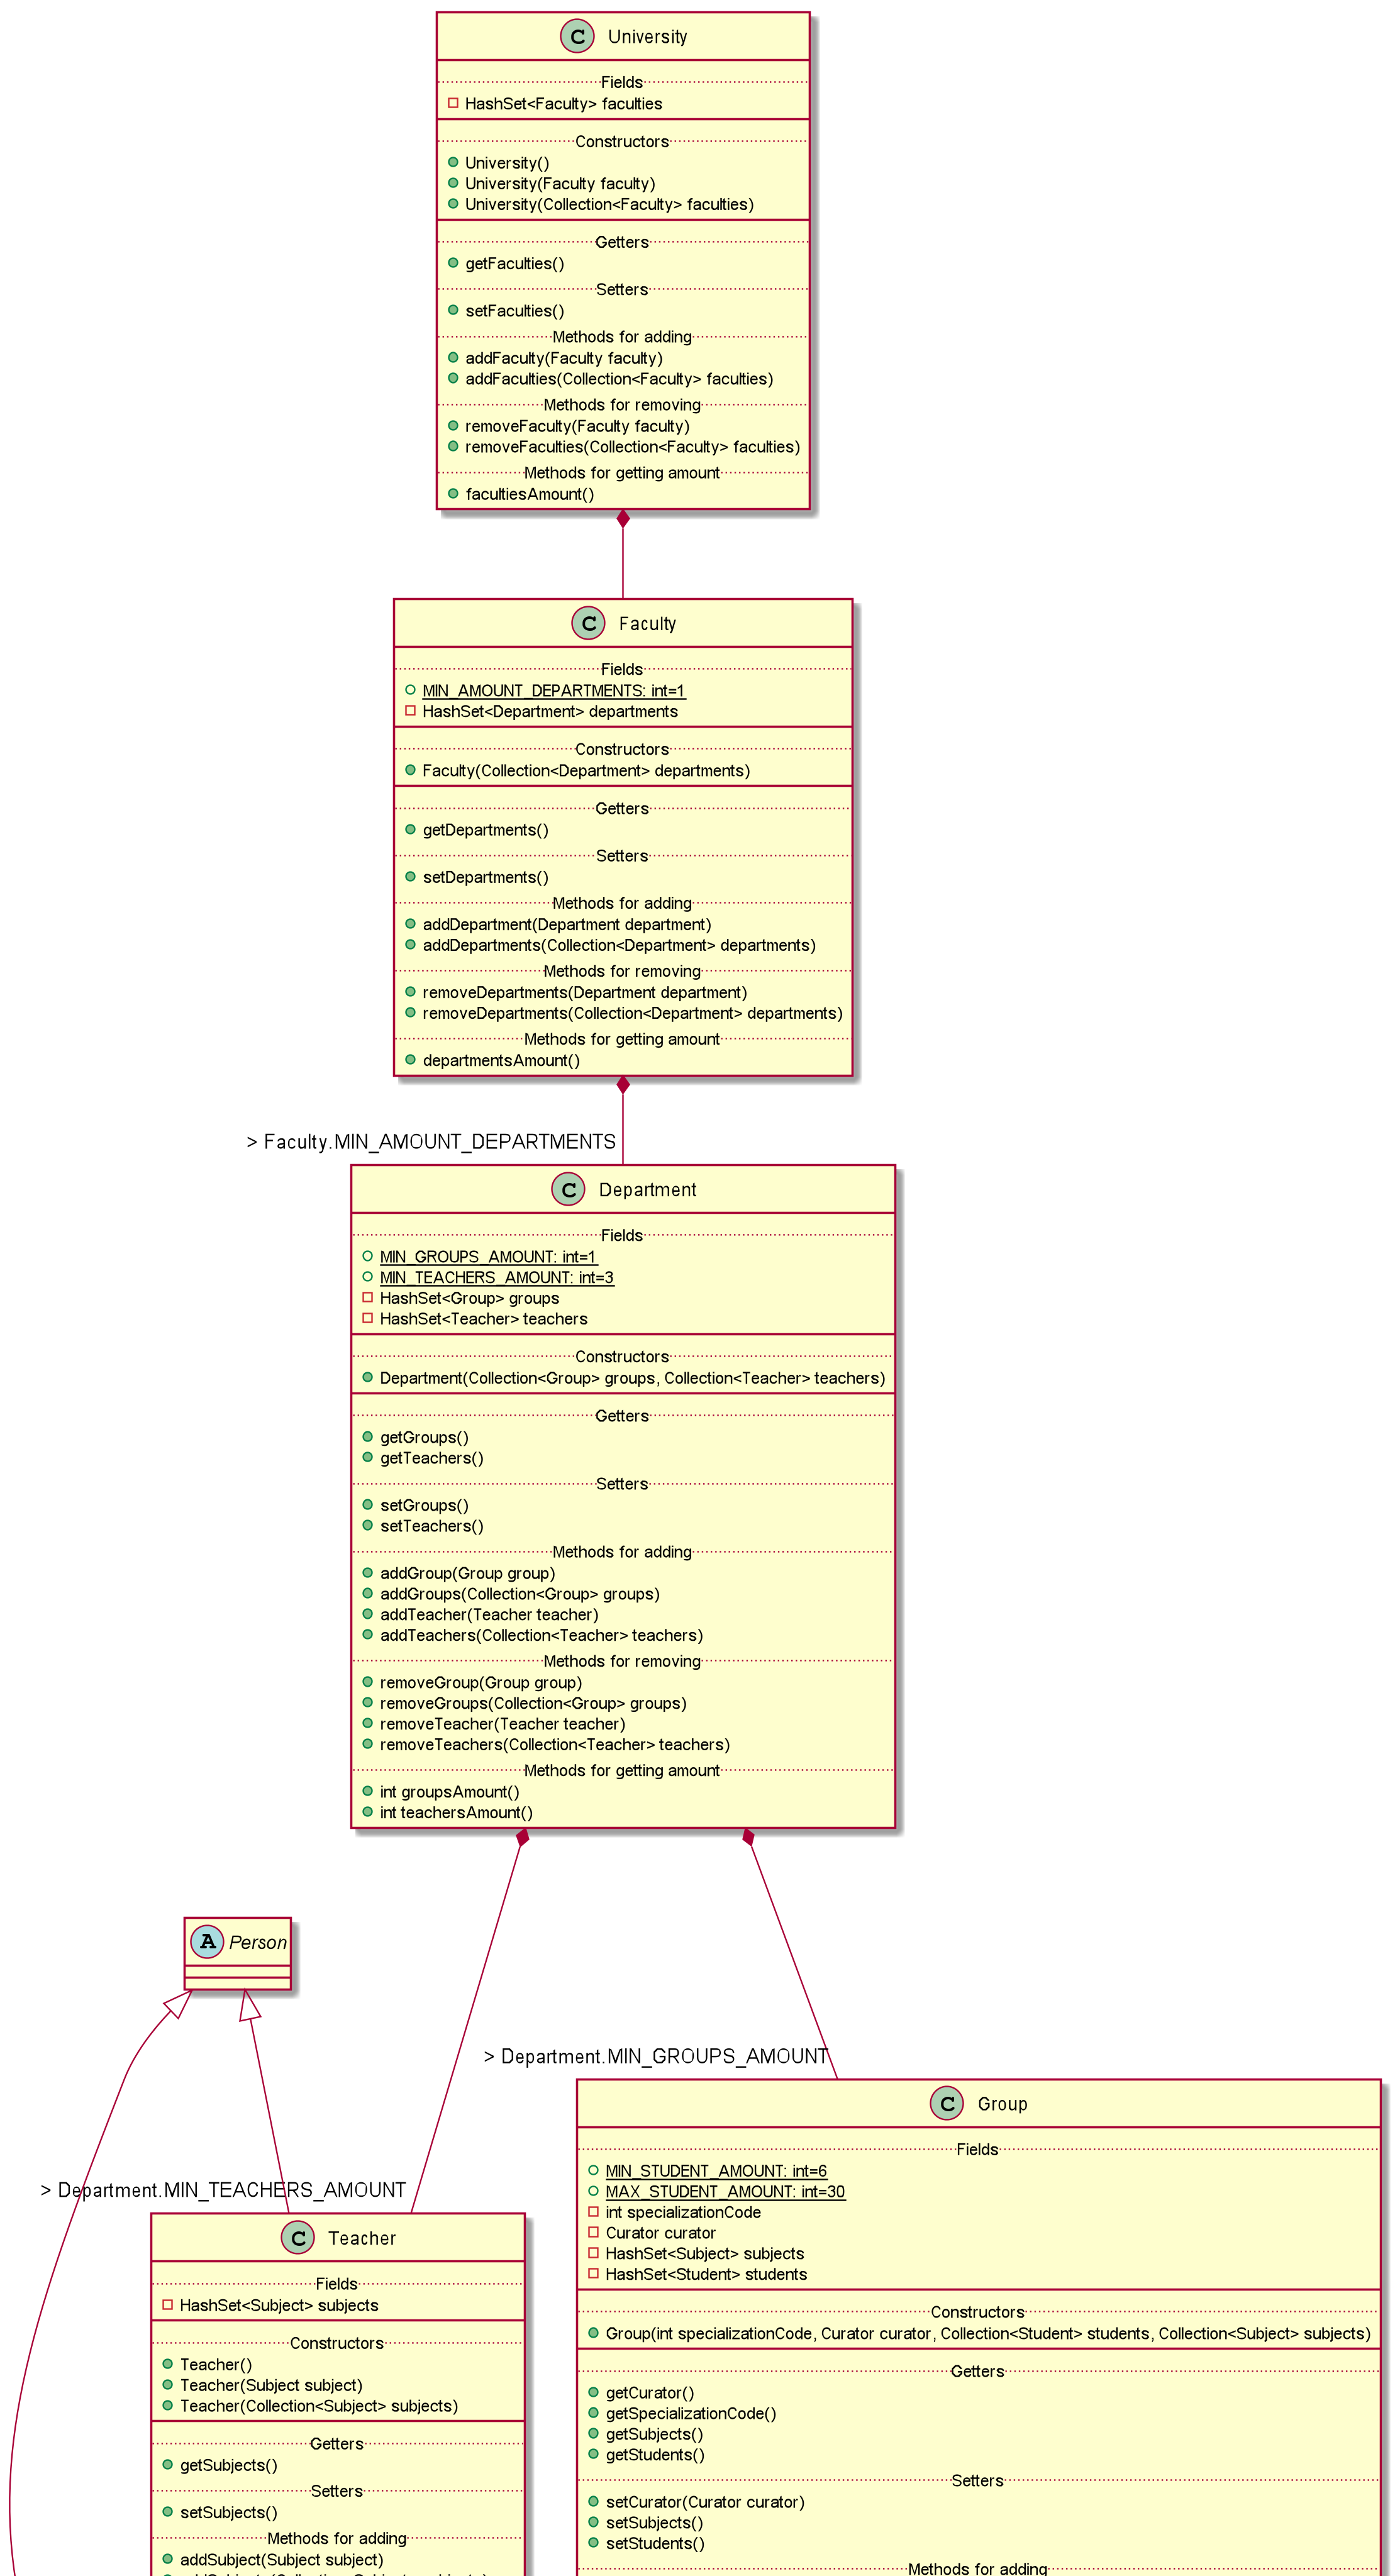 C University
Fields
HashSet<Faculty> faculties
Constructors
University()
University(Faculty faculty)
University(Collection<Faculty> faculties)
Getters
getFaculties()
Setters
setFaculties()
Methods for adding
addFaculty(Faculty faculty)
addFaculties(Collection<Faculty> faculties)
Methods for removing
removeFaculty(Faculty faculty)
removeFaculties(Collection<Faculty> faculties)
Methods for getting amount
facultiesAmount()
C Faculty
Fields
MIN_AMOUNT_DEPARTMENTS: int=1
HashSet<Department> departments
Constructors
Faculty(Collection<Department> departments)
Getters
getDepartments()
Setters
setDepartments()
Methods for adding
addDepartment(Department department)
addDepartments(Collection<Department> departments)
Methods for removing
removeDepartments(Department department)
removeDepartments(Collection<Department> departments)
Methods for getting amount
departmentsAmount()
> Faculty.MIN_AMOUNT_DEPARTMENTS
C Department
Fields
MIN_GROUPS_AMOUNT: int=1
MIN_TEACHERS_AMOUNT: int=3
HashSet<Group> groups
HashSet<Teacher> teachers
Constructors
Department(Collection<Group> groups, Collection<Teacher> teachers)
Getters
getGroups()
getTeachers()
Setters
setGroups()
setTeachers()
Methods for adding
addGroup(Group group)
addGroups(Collection<Group> groups)
addTeacher(Teacher teacher)
addTeachers(Collection<Teacher> teachers)
Methods for removing
removeGroup(Group group)
removeGroups(Collection<Group> groups)
removeTeacher(Teacher teacher)
removeTeachers(Collection<Teacher> teachers)
Methods for getting amount
int groupsAmount()
int teachersAmount()
A Person
> Department.MIN_GROUPS_AMOUNT
> Department.MIN_TEACHERS_AMOUNT
C Teacher
Fields
HashSet<Subject> subjects
Constructors
Teacher()
Teacher(Subject subject)
Teacher(Collection<Subject> subjects)
Getters
getSubjects()
Setters
setSubjects()
Methods for adding
addSubject(Subject subject)
C Group
Fields
MIN_STUDENT_AMOUNT: int=6
MAX_STUDENT_AMOUNT: int=30
int specializationCode
Curator curator
HashSet<Subject> subjects
HashSet<Student> students
Constructors
Group(int specializationCode, Curator curator, Collection<Student> students, Collection<Subject> subjects)
Getters
getCurator()
getSpecializationCode()
getSubjects()
getStudents()
Setters
setCurator(Curator curator)
setSubjects()
setStudents()
Methods for adding